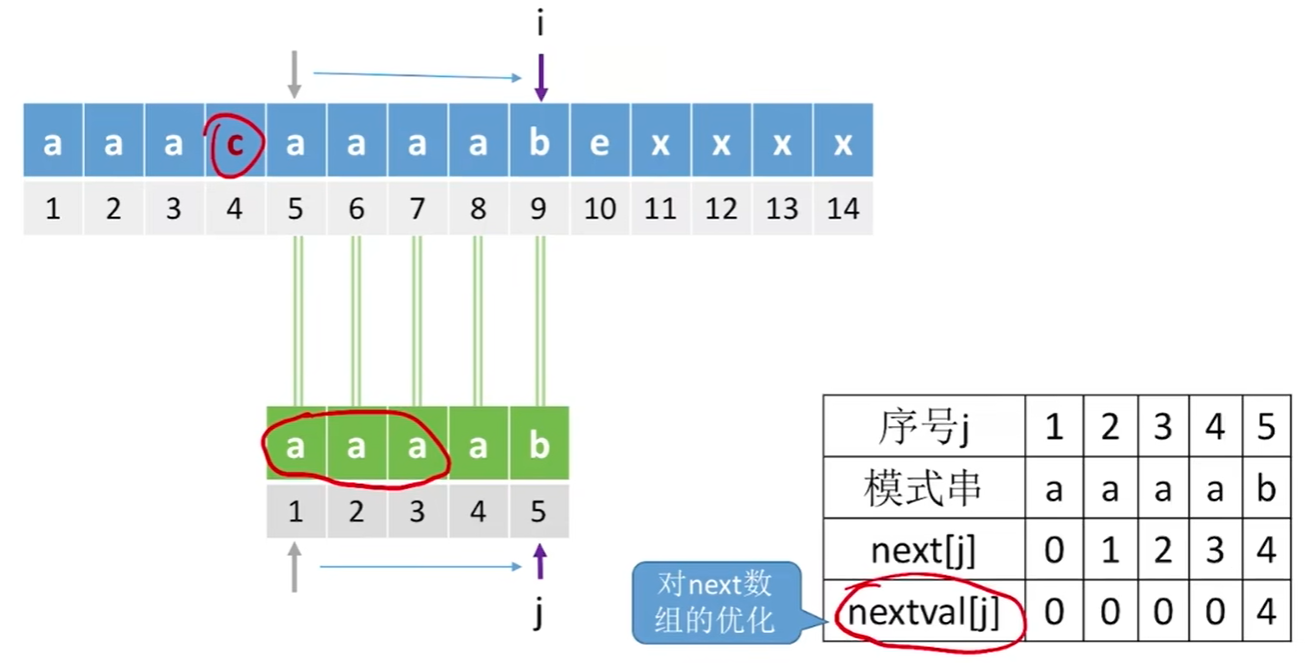 i
a a a c a a a a b e x x x x
1 2 3 4 5 6 7 8 9 10 11 12 13 14
a a a a b
1 2 3 4 5
j
序号j 1 2 3 4 5
模式串 a a a a b
next[j] 0 1 2 3 4
nextval[j] 0 0 0 0 4
对next数
组的优化